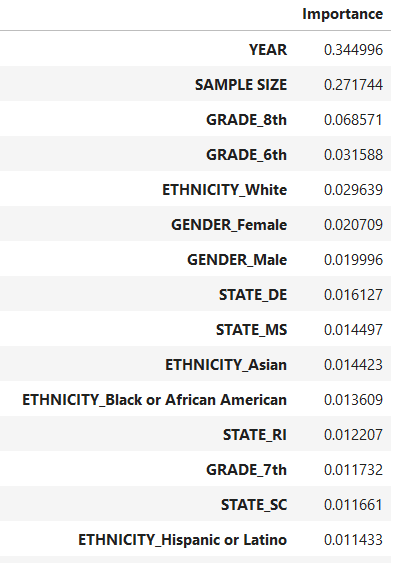 Importance
YEAR 0.344996
SAMPLE SIZE 0.271744
GRADE_8th 0.068571
GRADE_6th 0.031588
ETHNICITY_White 0.029639
GENDER_Female 0.020709
GENDER_Male 0.019996
STATE_DE 0.016127
STATE_MS 0.014497
ETHNICITY_Asian 0.014423
ETHNICITY_Black or African American 0.013609
STATE_RI 0.012207
GRADE_7th 0.011732
STATE_SC 0.011661
ETHNICITY_Hispanic or Latino 0.011433